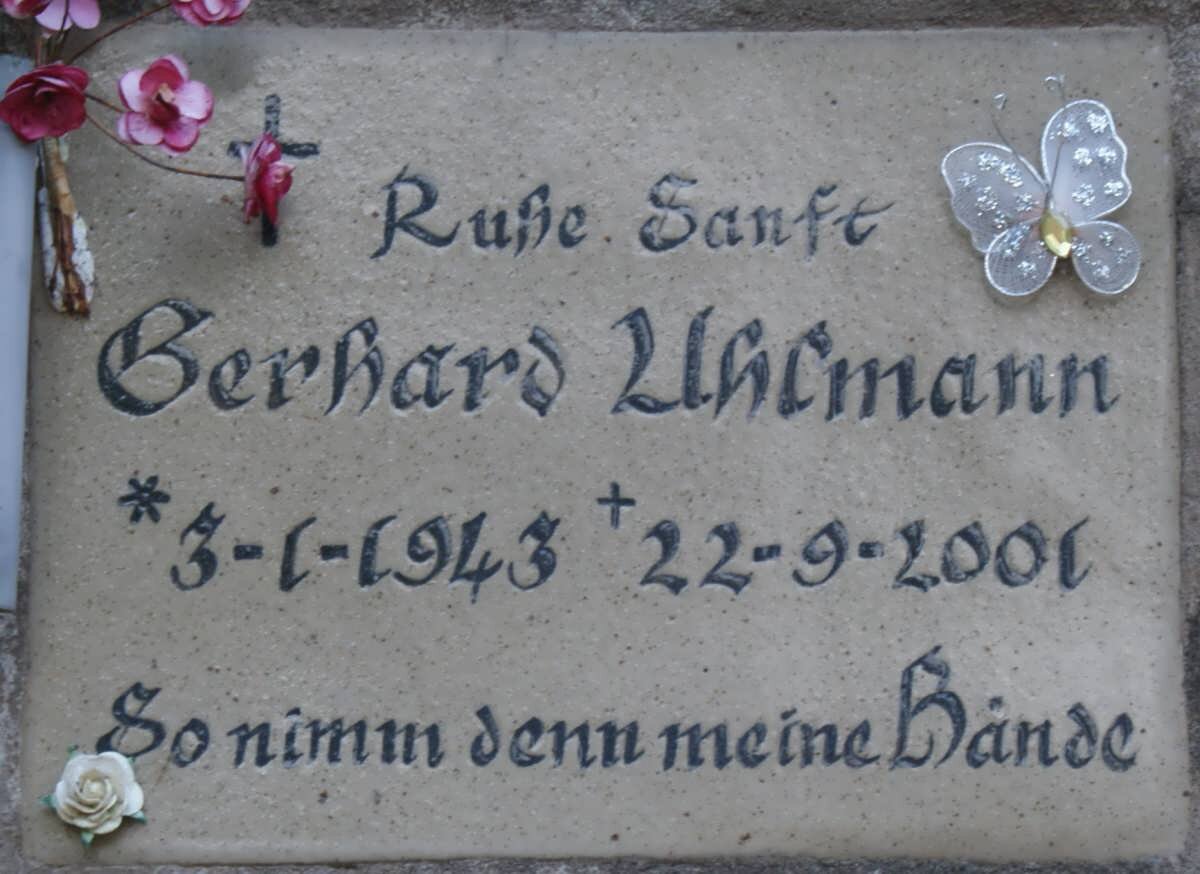 Ruhe Sanft
Gerhard Uhlmann
* 3-1-1943 † 22-9-2001
So nimm denn meine Hände